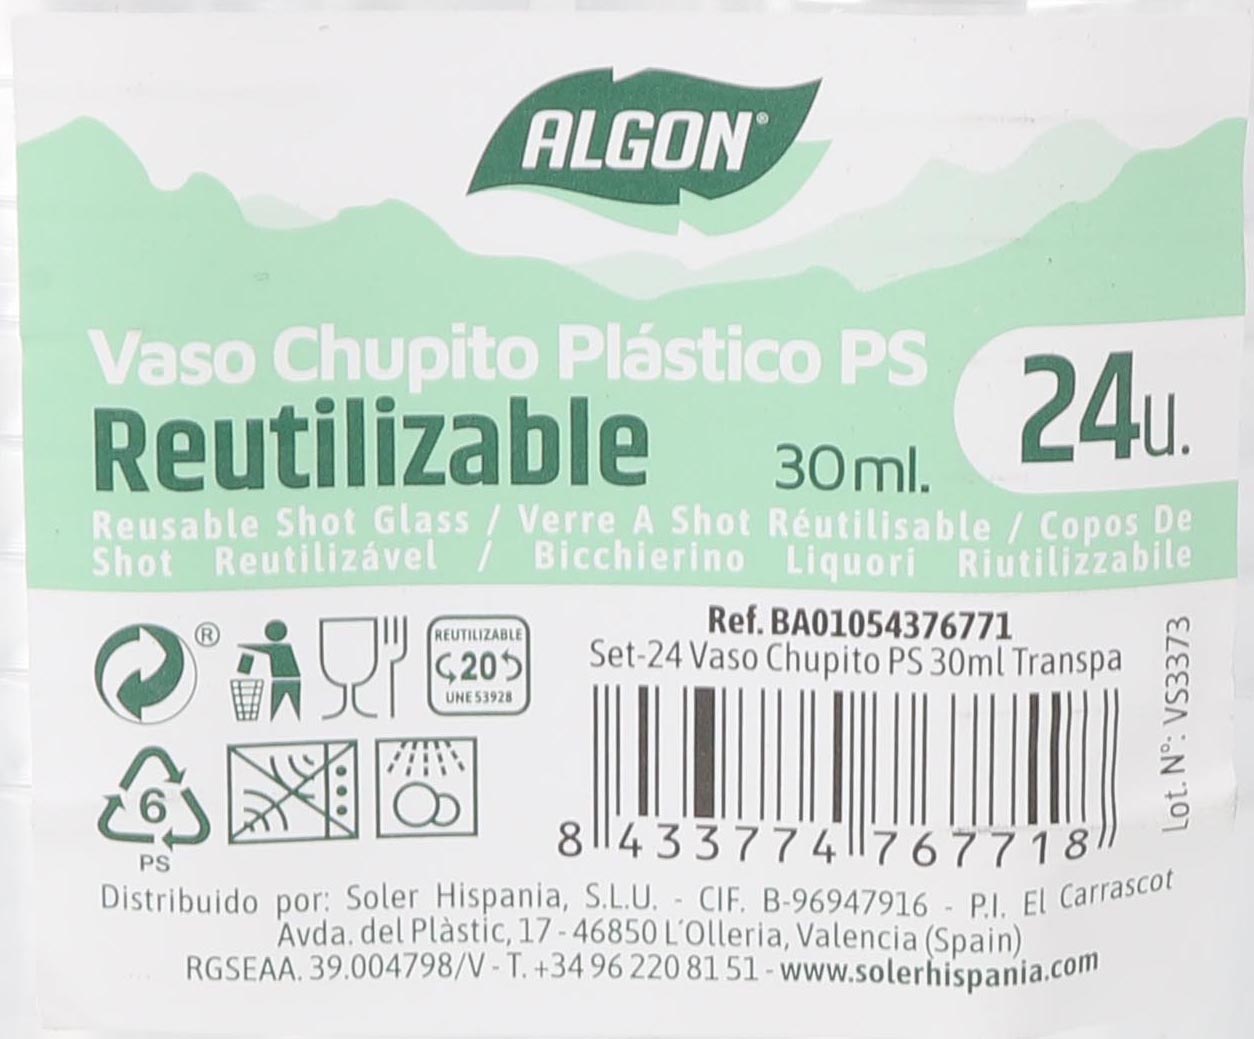 ALGON®
Vaso Chupito Plástico PS
Reutilizable
30 ml.
24u.
Reusable Shot Glass / Verre A Shot Réutilisable / Copos De
Shot Reutilizável / Bicchierino Liquori Riutilizzabile
®
REUTILIZABLE
20
UNE 53928
6
PS
Ref. BA01054376771
Set-24 Vaso Chupito PS 30ml Transpa
8 433774 767718
Lot. Nº: VS3373
Distribuido por: Soler Hispania, S.L.U. - CIF. B-96947916 - P.I. El Carrascot
Avda. del Plàstic, 17 - 46850 L'Olleria, Valencia (Spain)
RGSEAA. 39.004798/V - T. +34 96 220 81 51 - www.solerhispania.com